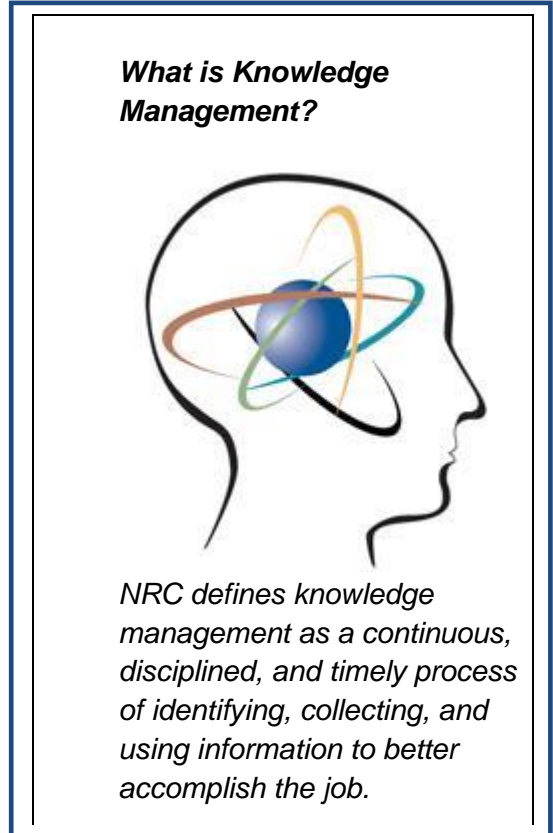 What is Knowledge
Management?
NRC defines knowledge
management as a continuous,
disciplined, and timely process
of identifying, collecting, and
using information to better
accomplish the job.